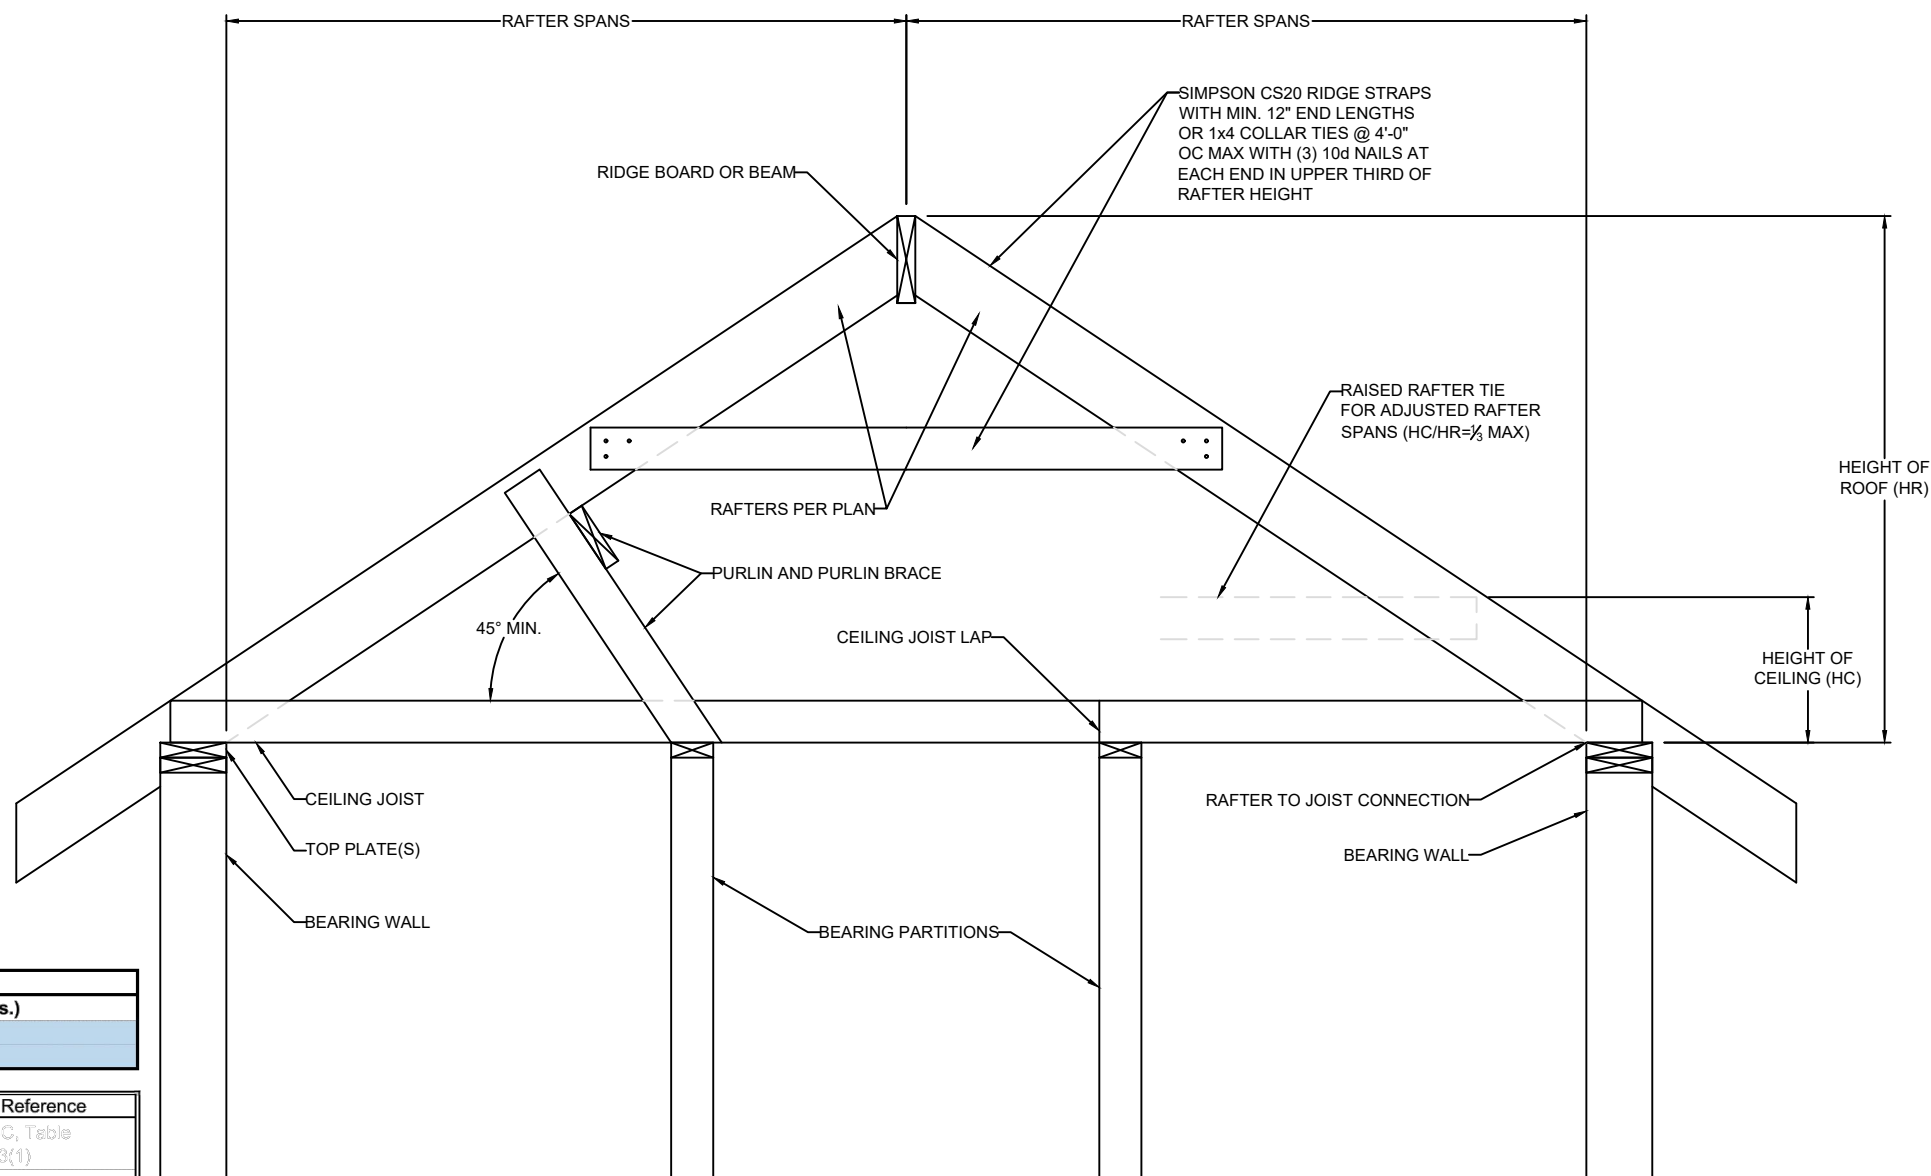 RAFTER SPANS
RAFTER SPANS
SIMPSON CS20 RIDGE STRAPS
WITH MIN. 12" END LENGTHS
OR 1x4 COLLAR TIES @ 4'-0"
OC MAX WITH (3) 10d NAILS AT
EACH END IN UPPER THIRD OF
RAFTER HEIGHT
RIDGE BOARD OR BEAM
RAISED RAFTER TIE
FOR ADJUSTED RAFTER
SPANS (HC/HR=⅓ MAX)
HEIGHT OF
ROOF (HR)
RAFTERS PER PLAN
PURLIN AND PURLIN BRACE
45° MIN.
CEILING JOIST LAP
HEIGHT OF
CEILING (HC)
CEILING JOIST
RAFTER TO JOIST CONNECTION
TOP PLATE(S)
BEARING WALL
BEARING WALL
BEARING PARTITIONS
s.)
Reference
C, Table
3(1)